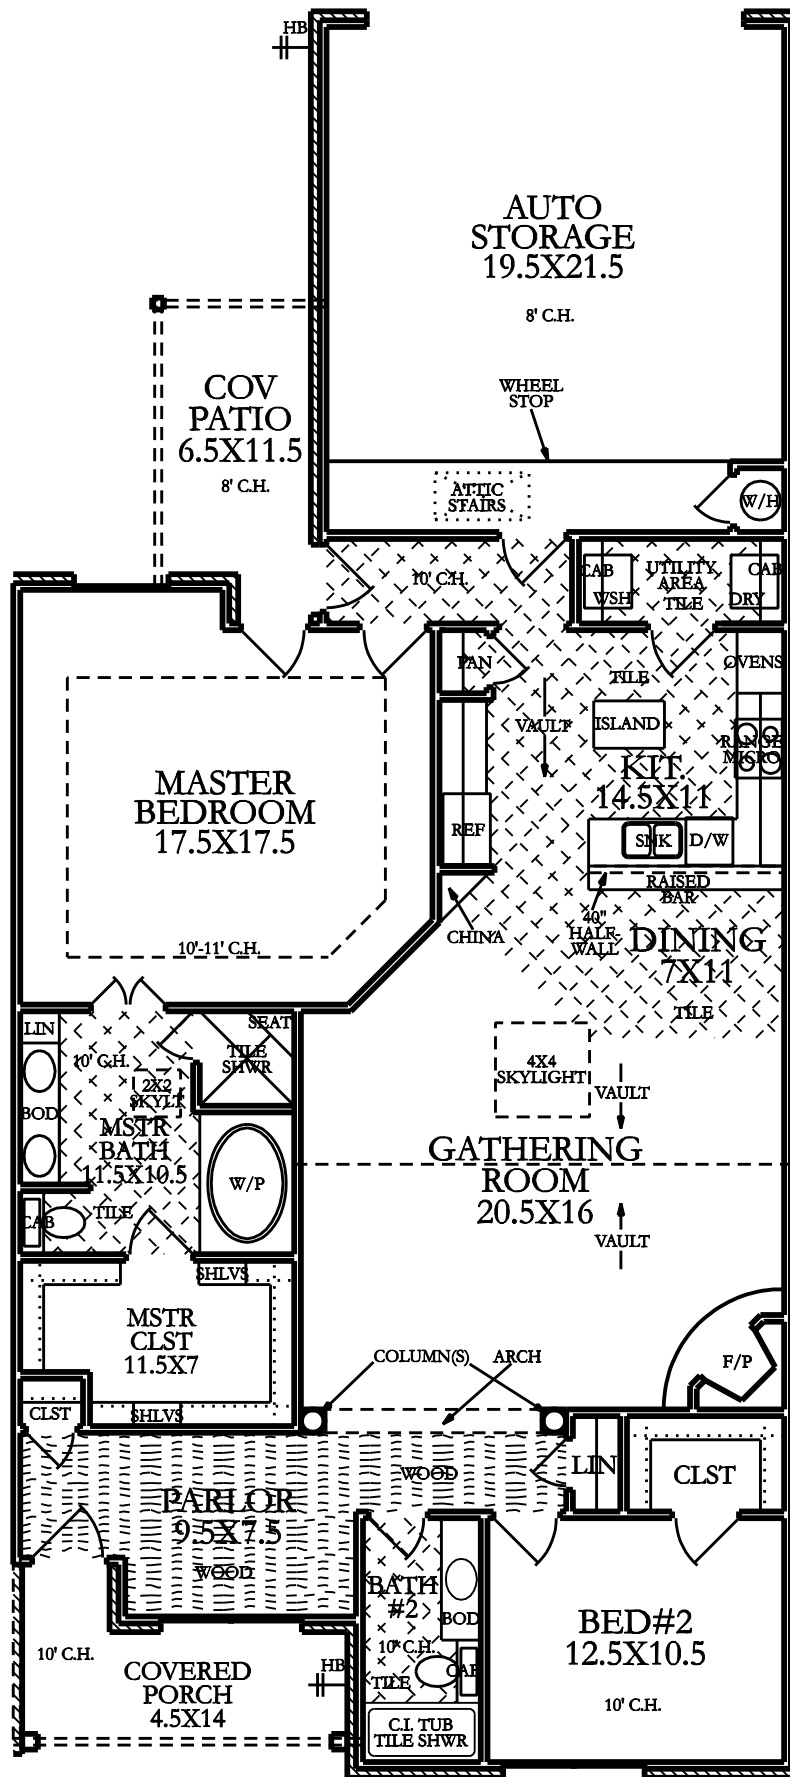 HB
AUTO
STORAGE
19.5X21.5
8' C.H.
WHEEL
STOP
COV
PATIO
6.5X11.5
8' C.H.
ATTIC
STAIRS
W/H
10' C.H.
CAB
WSH
UTILITY
AREA
TILE
CAB
DRY
PAN
TILE
OVENS
VAULT
ISLAND
RANGE
MICRO
KIT.
14.5X11
MASTER
BEDROOM
17.5X17.5
REF
SNK
D/W
RAISED
BAR
10'-11' C.H.
CHINA
40"
HALF-
WALL
DINING
7X11
TILE
LIN
SEAT
10' C.H.
TILE
SHWR
2X2
SKYLT
4X4
SKYLIGHT
VAULT
BOD
MSTR
BATH
11.5X10.5
GATHERING
ROOM
20.5X16
W/P
CAB
TILE
VAULT
SHLVS
MSTR
CLST
11.5X7
COLUMN(S)
ARCH
F/P
CLST
SHLVS
WOOD
LIN
CLST
PARLOR
9.5X7.5
WOOD
BATH
#2
BOD
BED#2
12.5X10.5
10' C.H.
10' C.H.
COVERED
PORCH
4.5X14
HB
TILE
CAB
10' C.H.
C.I. TUB
TILE SHWR